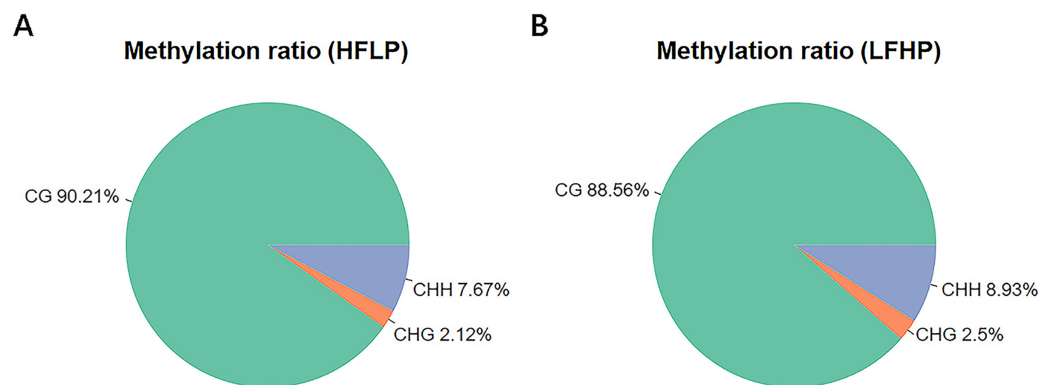 A
Methylation ratio (HFLP)
CG 90.21%
CHH 7.67%
CHG 2.12%
B
Methylation ratio (LFHP)
CG 88.56%
CHH 8.93%
CHG 2.5%